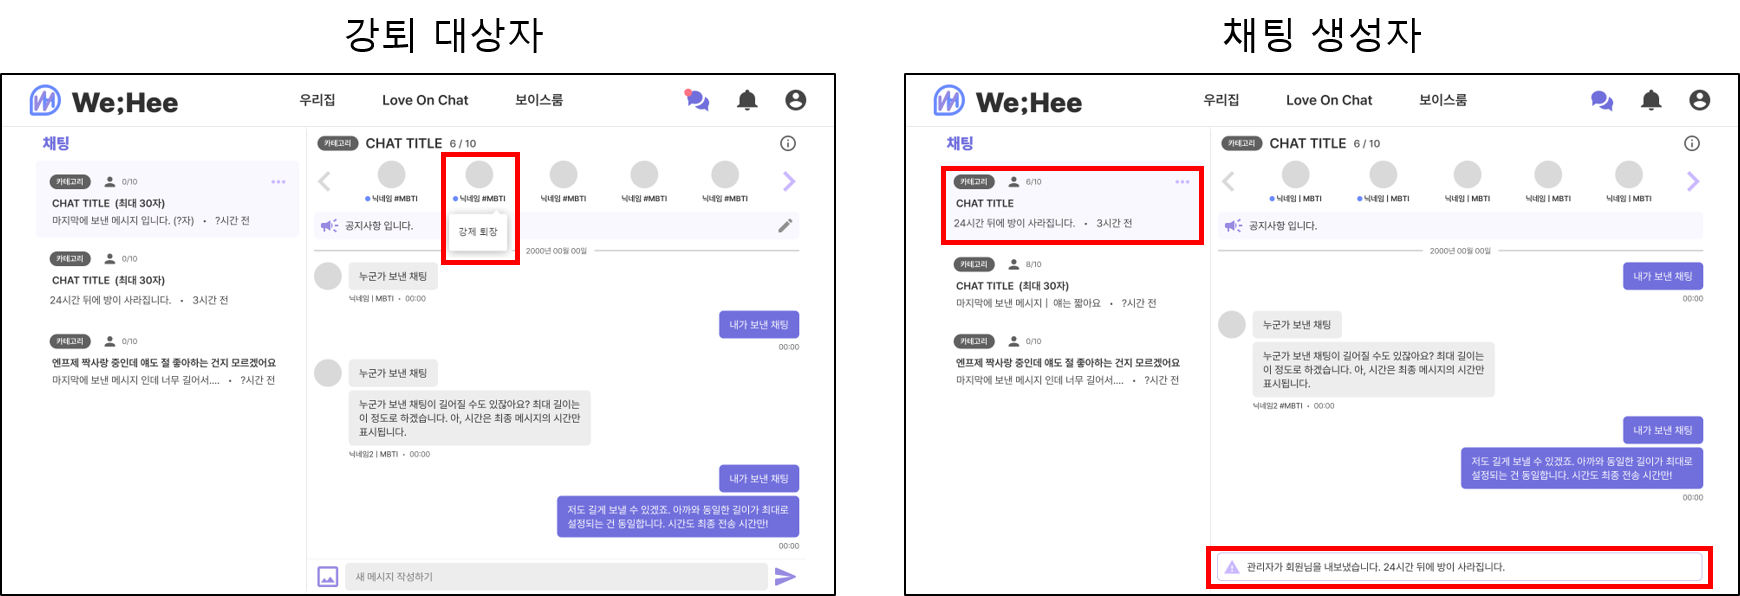 강퇴 대상자
We;Hee
우리집
Love On Chat
보이스룸
채팅
카테고리
0/10
CHAT TITLE (최대 30자)
마지막에 보낸 메시지 입니다. (?자) • ?시간 전
카테고리
0/10
CHAT TITLE (최대 30자)
24시간 뒤에 방이 사라집니다. • 3시간 전
카테고리
0/10
엔프제 짝사랑 중인데 얘도 절 좋아하는 건지 모르겠어요
마지막에 보낸 메시지 인데 너무 길어서.... • ?시간 전
카테고리
CHAT TITLE 6 / 10
닉네임 #MBTI
닉네임 #MBTI
닉네임 #MBTI
닉네임 #MBTI
닉네임 #MBTI
강제 퇴장
공지사항 입니다.
2000년 00월 00일
누군가 보낸 채팅
닉네임 | MBTI • 00:00
내가 보낸 채팅
00:00
누군가 보낸 채팅
누군가 보낸 채팅이 길어질 수도 있잖아요? 최대 길이는
이 정도로 하겠습니다. 아, 시간은 최종 메시지의 시간만
표시됩니다.
닉네임2 | MBTI • 00:00
내가 보낸 채팅
저도 길게 보낼 수 있겠죠. 아까와 동일한 길이가 최대로
설정되는 건 동일합니다. 시간도 최종 전송 시간만!
00:00
새 메시지 작성하기
채팅 생성자
We;Hee
우리집
Love On Chat
보이스룸
채팅
카테고리
6/10
CHAT TITLE
24시간 뒤에 방이 사라집니다. • 3시간 전
카테고리
8/10
CHAT TITLE (최대 30자)
마지막에 보낸 메시지 | 얘는 짧아요 • ?시간 전
카테고리
0/10
엔프제 짝사랑 중인데 얘도 절 좋아하는 건지 모르겠어요
마지막에 보낸 메시지 인데 너무 길어서.... • ?시간 전
카테고리
CHAT TITLE 6 / 10
닉네임 | MBTI
닉네임 | MBTI
닉네임 | MBTI
닉네임 | MBTI
닉네임 | MBTI
공지사항 입니다.
2000년 00월 00일
내가 보낸 채팅
00:00
누군가 보낸 채팅
누군가 보낸 채팅이 길어질 수도 있잖아요? 최대 길이는
이 정도로 하겠습니다. 아, 시간은 최종 메시지의 시간만
표시됩니다.
닉네임2 #MBTI • 00:00
내가 보낸 채팅
저도 길게 보낼 수 있겠죠. 아까와 동일한 길이가 최대로
설정되는 건 동일합니다. 시간도 최종 전송 시간만!
00:00
관리자가 회원님을 내보냈습니다. 24시간 뒤에 방이 사라집니다.